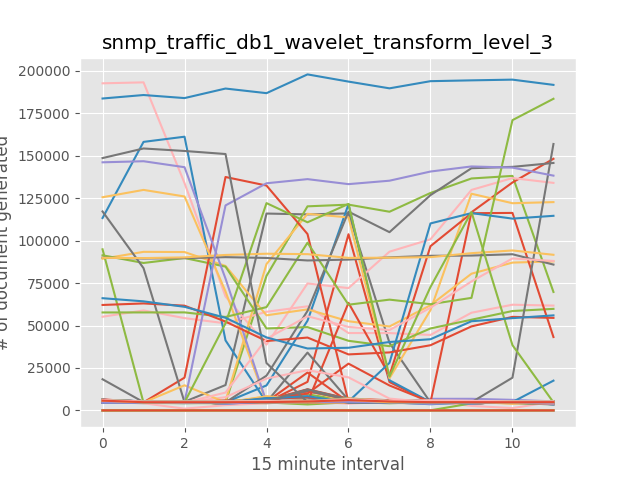 snmp_traffic_db1_wavelet_transform_level_3
200000
175000
150000
125000
100000
75000
50000
25000
0
# of document generated
0 2 4 6 8 10
15 minute interval